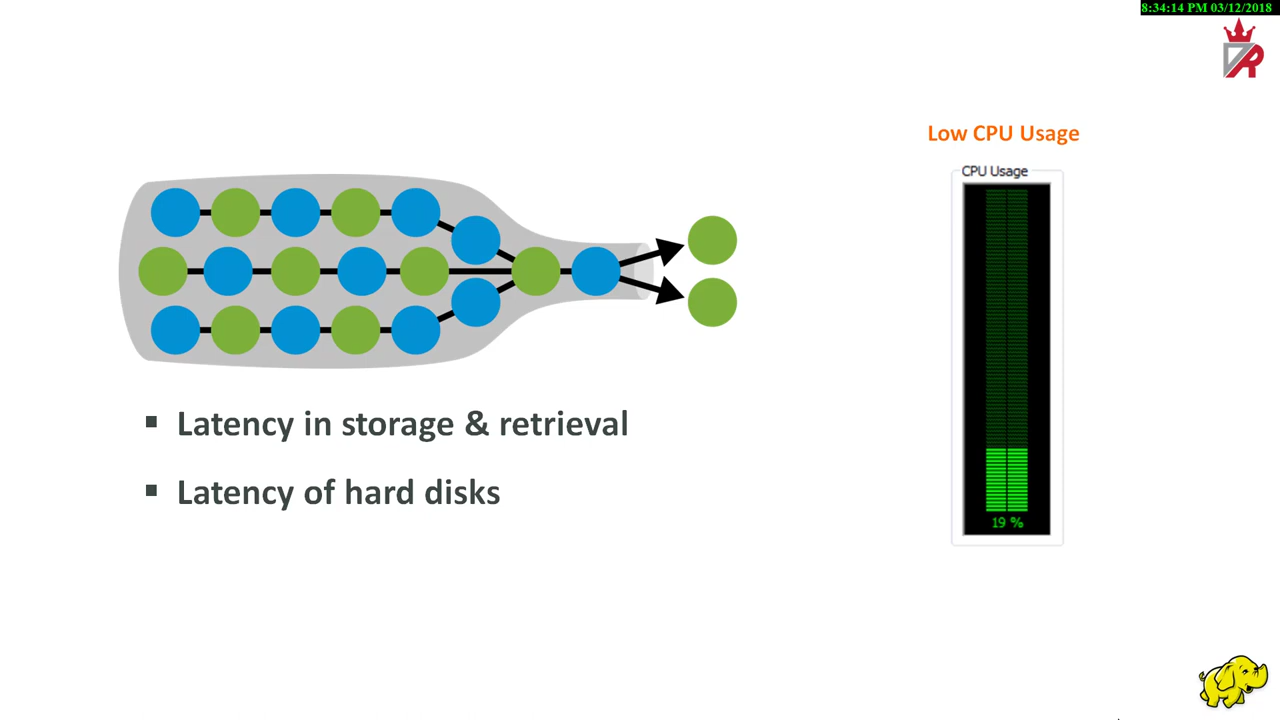 8:34:14 PM 03/12/2018
Low CPU Usage
CPU Usage
19 %
▪ Latency in storage & retrieval
▪ Latency of hard disks